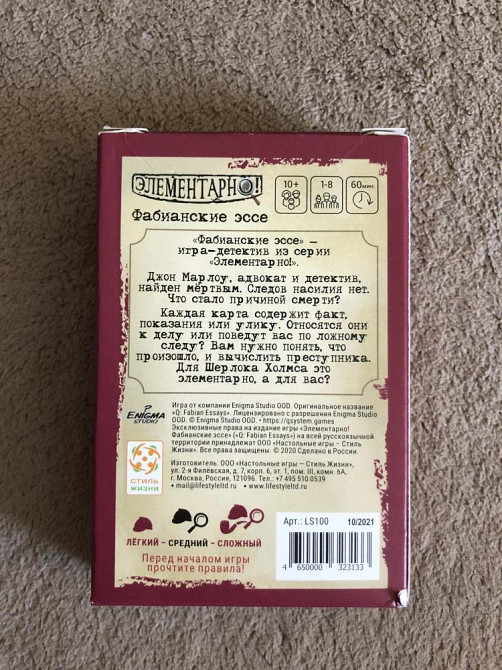 ЭЛЕМЕНТАРНО!
10+
1-8
60мин.
Фабианские эссе
«Фабианские эссе» —
игра-детектив из серии
«Элементарно!».
Джон Марлоу, адвокат и детектив,
найден мёртвым. Следов насилия нет.
Что стало причиной смерти?
Каждая карта содержит факт,
показания или улику. Относятся они
к делу или поведут вас по ложному
следу? Вам нужно понять, что
произошло, и вычислить преступника.
Для Шерлока Холмса это
элементарно, а для вас?
ENIGMA
STUDIO
Игра от компании Enigma Studio OOD. Оригинальное название
«Q: Fabian Essays». Лицензировано с разрешения Enigma Studio
OOD. © Enigma Studio OOD. • https://qsystem.games
Эксклюзивные права на издание игры «Элементарно!
Фабианские эссе» («Q: Fabian Essays») на всей русскоязычной
территории принадлежат ООО «Настольные игры – Стиль
Жизни». Все права защищены. © 2020 Сделано в России.
СТИЛЬ
ЖИЗНИ
Изготовитель: ООО «Настольные игры – Стиль Жизни»,
ул. 2-я Филевская, д. 7, корп. 6, эт. 1, пом. III, комн. 6А,
г. Москва, Россия, 121096. Тел.: +7 495 510 0539
• mail@lifestyleltd.ru • www.lifestyleltd.ru
ЛЁГКИЙ – СРЕДНИЙ – СЛОЖНЫЙ
Перед началом игры
прочтите правила!
Арт.: LS100
10/2021
4 650000 323133